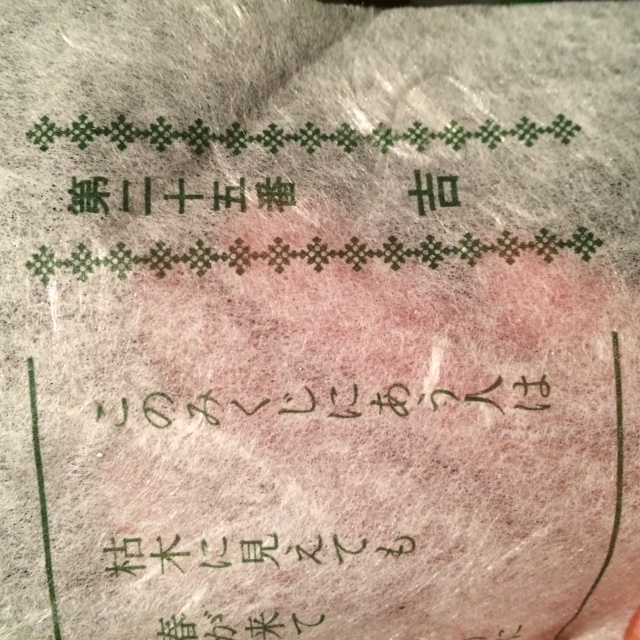 第二十五番 吉
このみくじにあう人は
枯木に見えても
春が来て